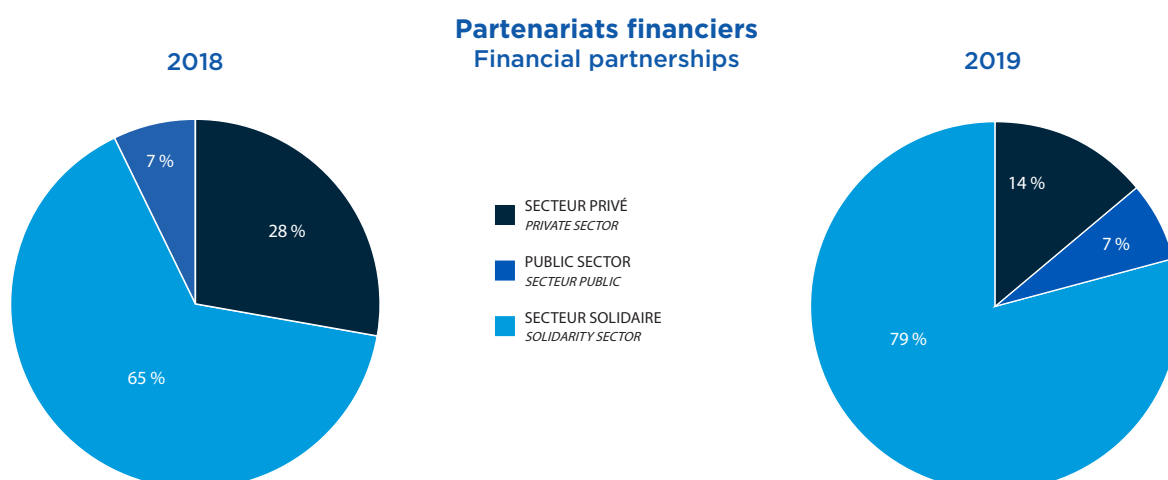 Partenariats financiers
Financial partnerships
2018
7 %
28 %
65 %
SECTEUR PRIVÉ
PRIVATE SECTOR
PUBLIC SECTOR
SECTEUR PUBLIC
SECTEUR SOLIDAIRE
SOLIDARITY SECTOR
2019
14 %
7 %
79 %